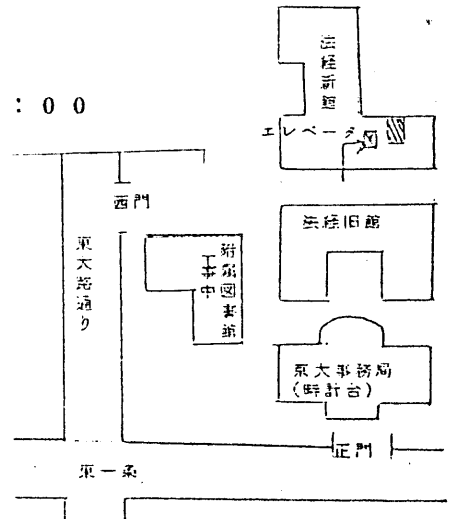 :00
法経新館
エレベータ
西門
法経旧館
東大路通り
附属図書館
工事中
京大事務局
(時計台)
正門
東一条